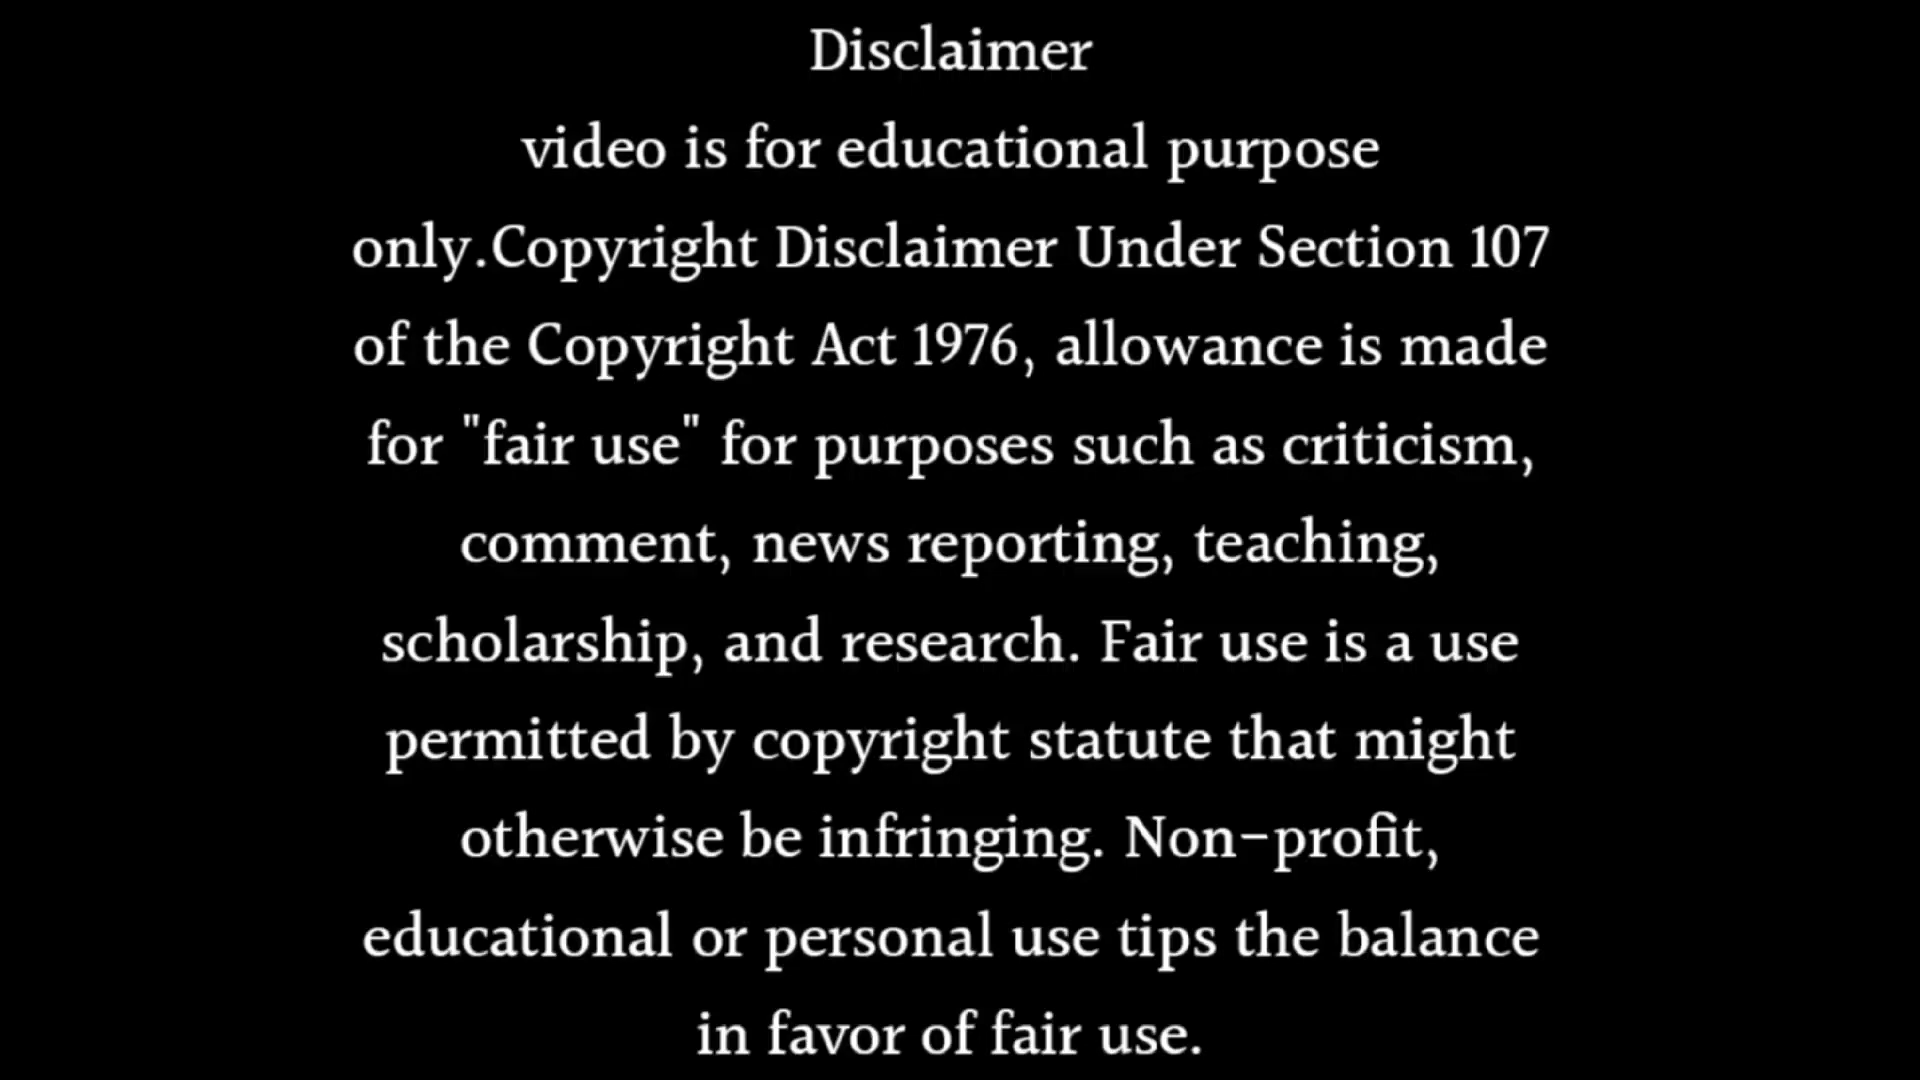 Disclaimer
video is for educational purpose
only.Copyright Disclaimer Under Section 107
of the Copyright Act 1976, allowance is made
for "fair use" for purposes such as criticism,
comment, news reporting, teaching,
scholarship, and research. Fair use is a use
permitted by copyright statute that might
otherwise be infringing. Non-profit,
educational or personal use tips the balance
in favor of fair use.